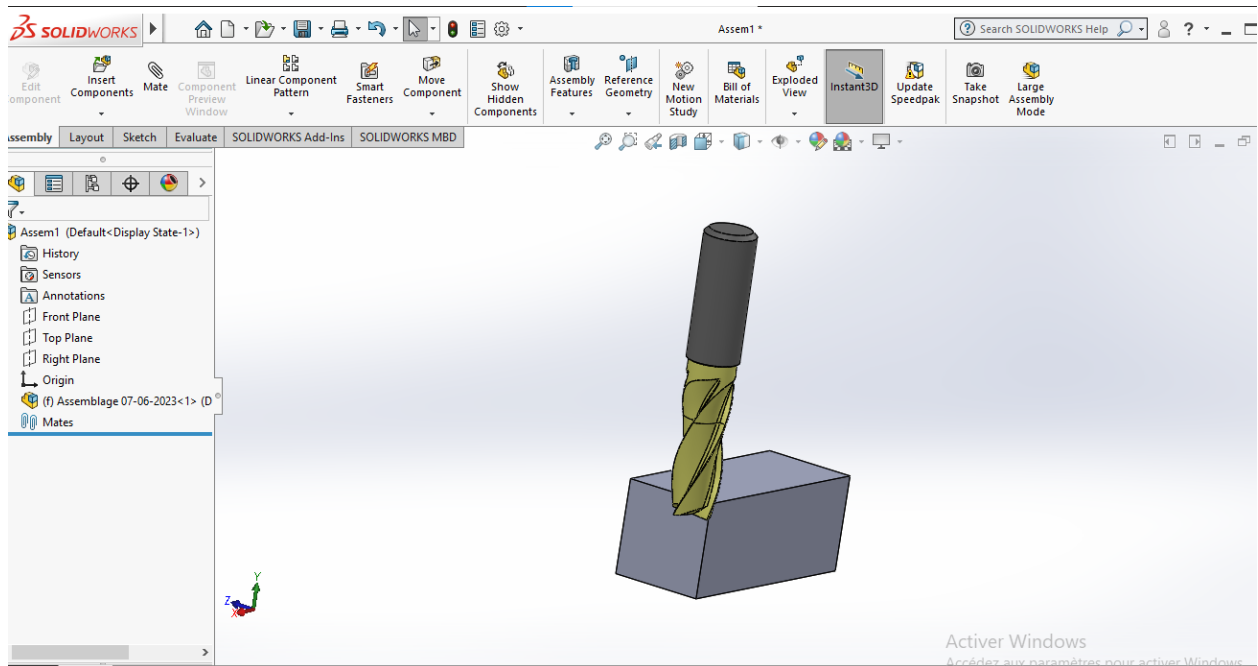 SOLIDWORKS
Assem1 *
Search SOLIDWORKS Help
?
Edit Component
Insert Components
Mate
Component Preview Window
Linear Component Pattern
Smart Fasteners
Move Component
Show Hidden Components
Assembly Features
Reference Geometry
New Motion Study
Bill of Materials
Exploded View
Instant3D
Update Speedpak
Take Snapshot
Large Assembly Mode
Assembly Layout Sketch Evaluate SOLIDWORKS Add-Ins SOLIDWORKS MBD
Assem1 (Default<Display State-1>)
History
Sensors
Annotations
Front Plane
Top Plane
Right Plane
Origin
(f) Assemblage 07-06-2023<1> (D
Mates
Y
Z
X
Activer Windows
Accédez aux paramètres pour activer Windows.